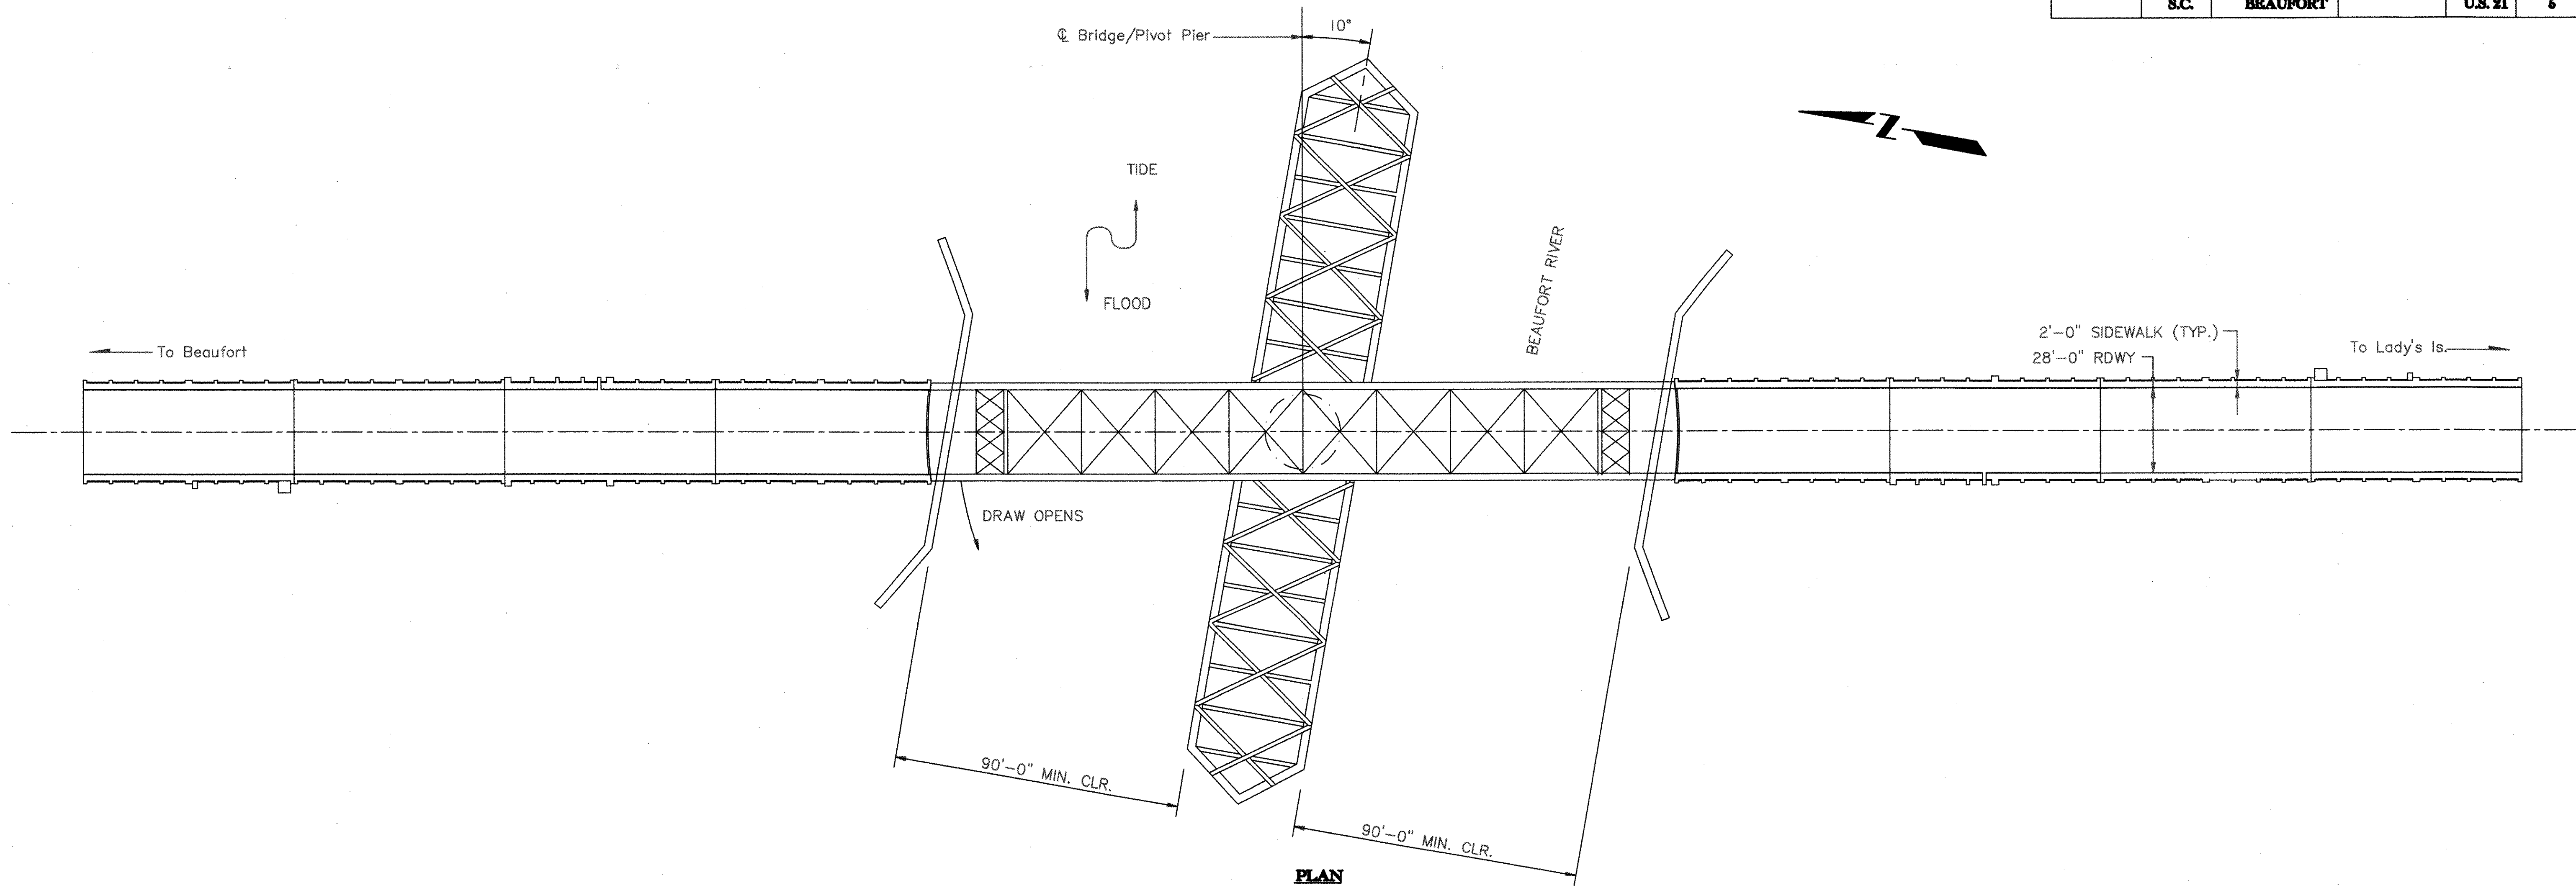 S.C. BEAUFORT U.S. 21 5
℄ Bridge/Pivot Pier
10°
N
TIDE
FLOOD
BEAUFORT RIVER
To Beaufort
2'-0" SIDEWALK (TYP.)
28'-0" RDWY
To Lady's Is.
DRAW OPENS
90'-0" MIN. CLR.
90'-0" MIN. CLR.
PLAN